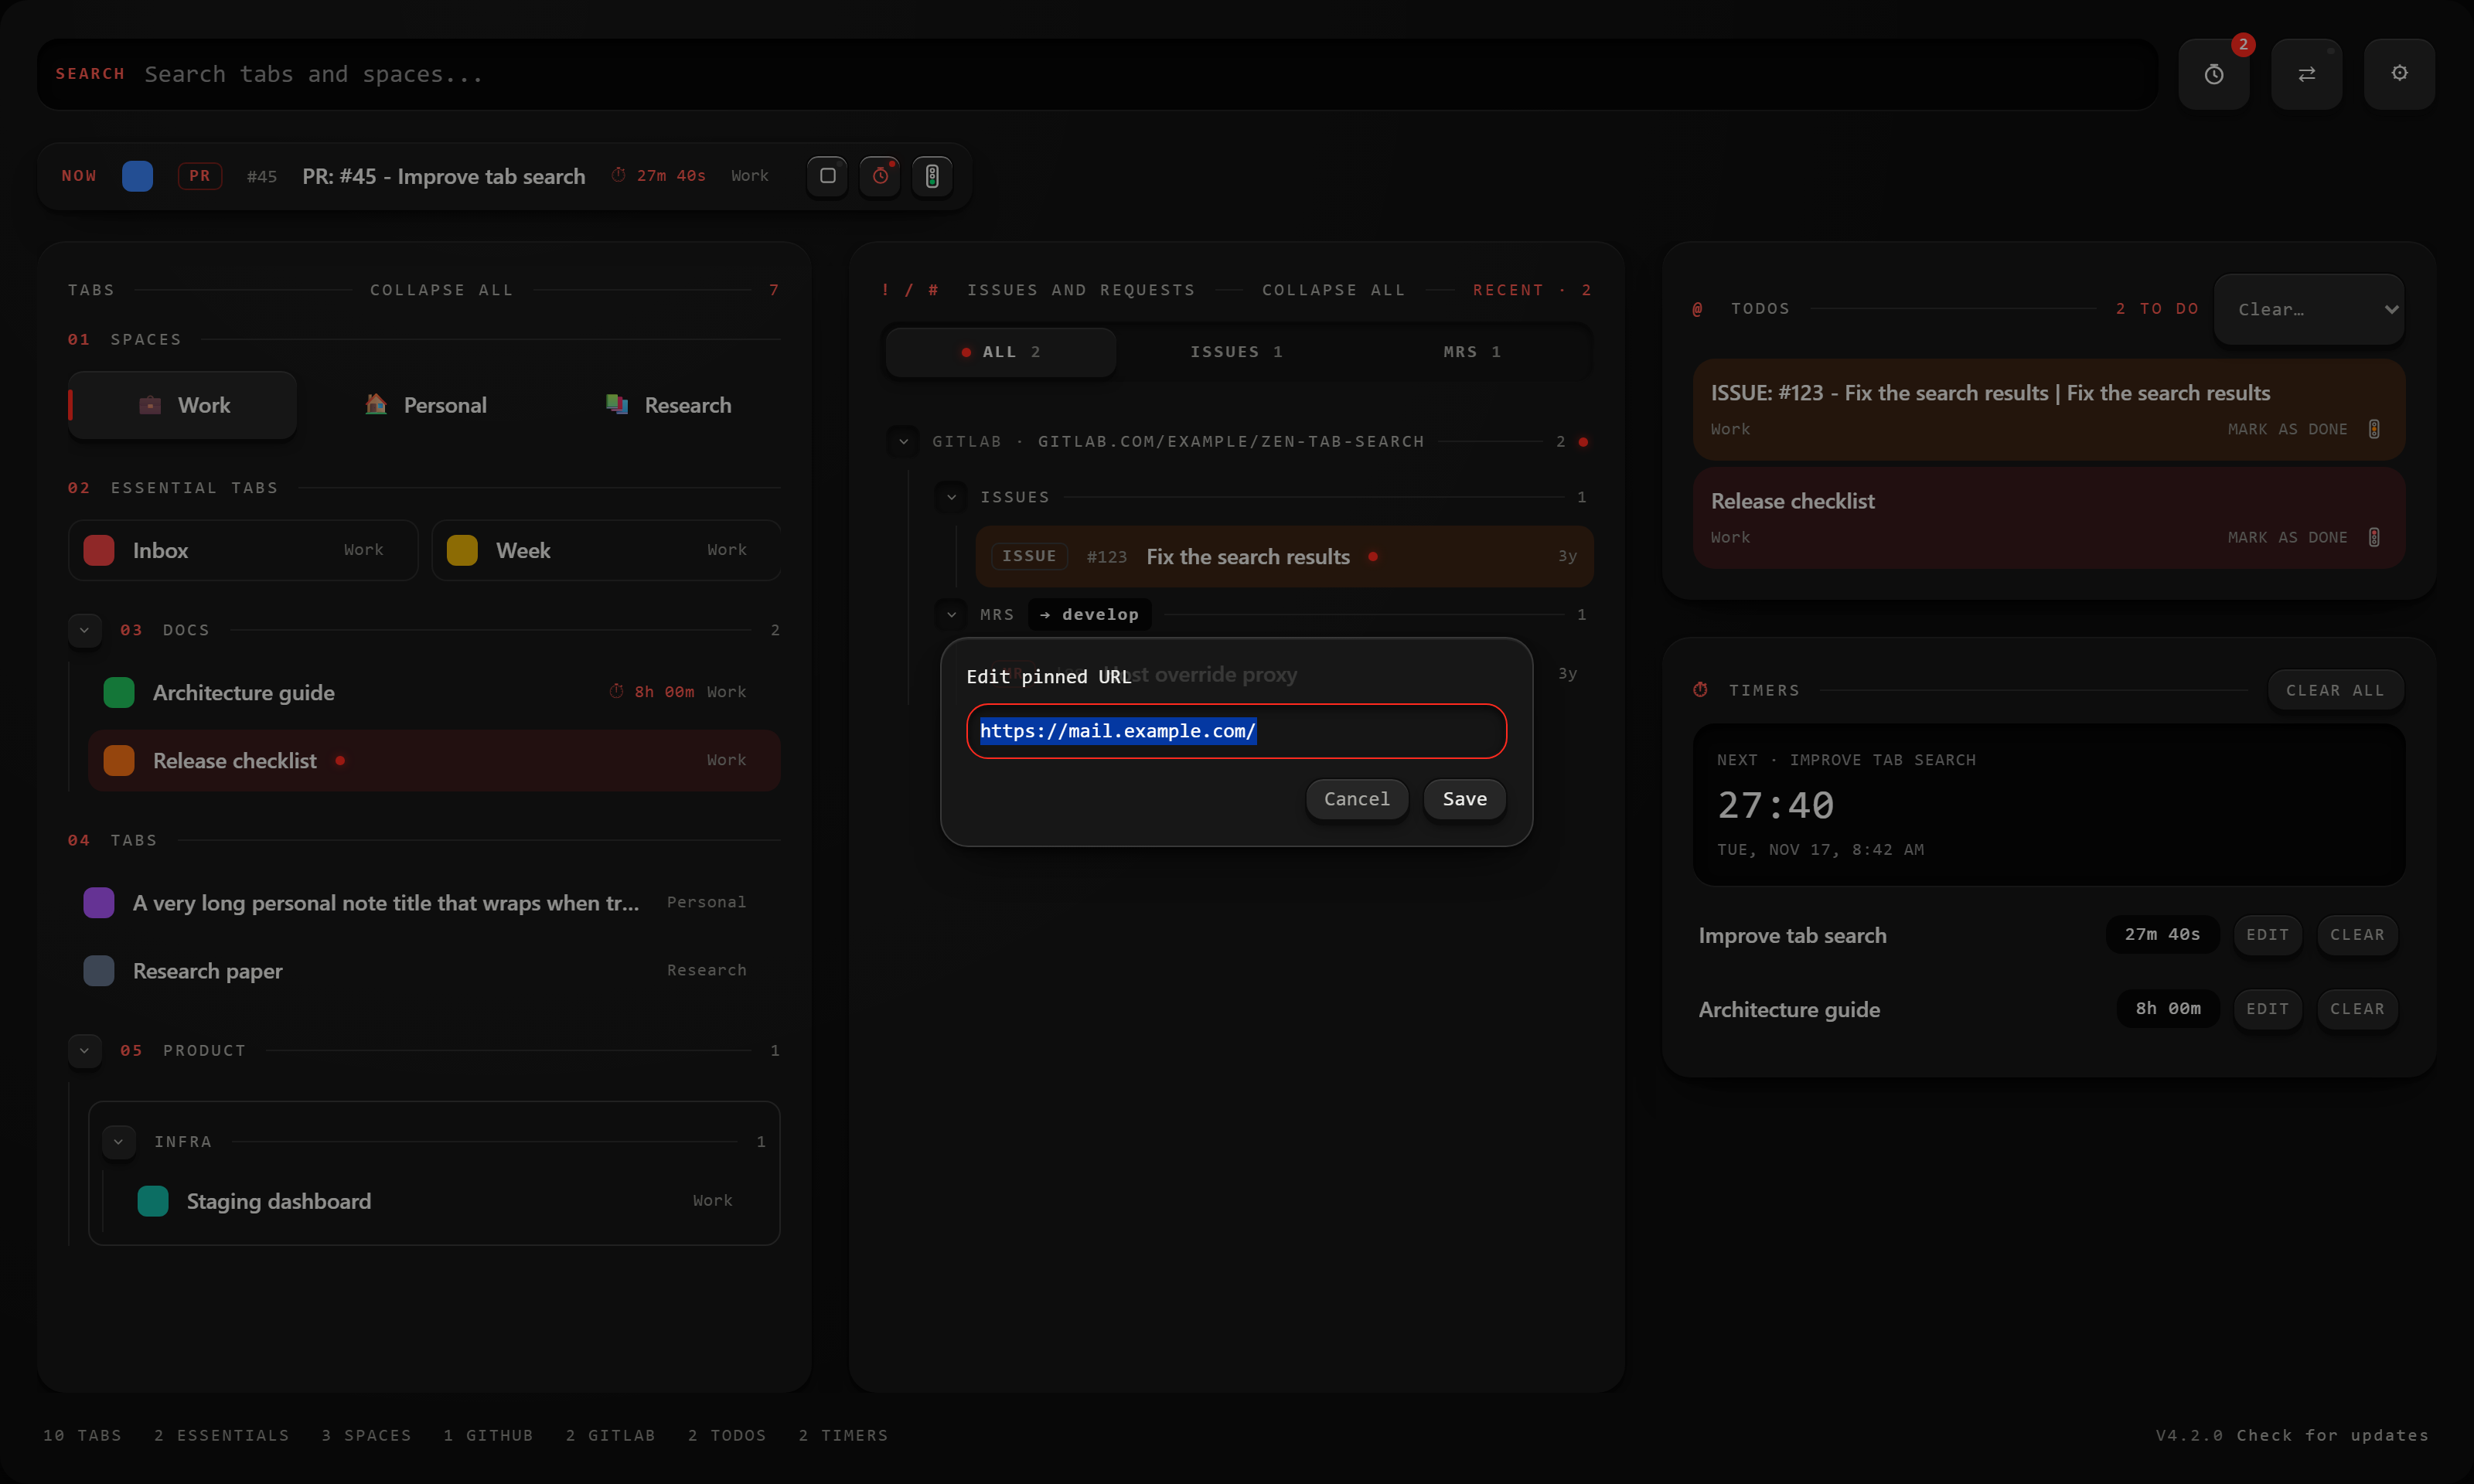 SEARCH Search tabs and spaces...
2
NOW PR #45 PR: #45 - Improve tab search 27m 40s Work
TABS COLLAPSE ALL 7
01 SPACES
Work Personal Research
02 ESSENTIAL TABS
Inbox Work Week Work
03 DOCS 2
Architecture guide 8h 00m Work
Release checklist Work
04 TABS
A very long personal note title that wraps when tr... Personal
Research paper Research
05 PRODUCT 1
INFRA 1
Staging dashboard Work
! / # ISSUES AND REQUESTS COLLAPSE ALL RECENT · 2
ALL 2 ISSUES 1 MRS 1
GITLAB · GITLAB.COM/EXAMPLE/ZEN-TAB-SEARCH 2
ISSUES 1
ISSUE #123 Fix the search results 3y
MRS → develop 1
override proxy 3y
Edit pinned URL
https://mail.example.com/
Cancel Save
@ TODOS 2 TO DO Clear…
ISSUE: #123 - Fix the search results | Fix the search results
Work MARK AS DONE
Release checklist
Work MARK AS DONE
TIMERS CLEAR ALL
NEXT · IMPROVE TAB SEARCH
27:40
TUE, NOV 17, 8:42 AM
Improve tab search 27m 40s EDIT CLEAR
Architecture guide 8h 00m EDIT CLEAR
10 TABS 2 ESSENTIALS 3 SPACES 1 GITHUB 2 GITLAB 2 TODOS 2 TIMERS
V4.2.0 Check for updates